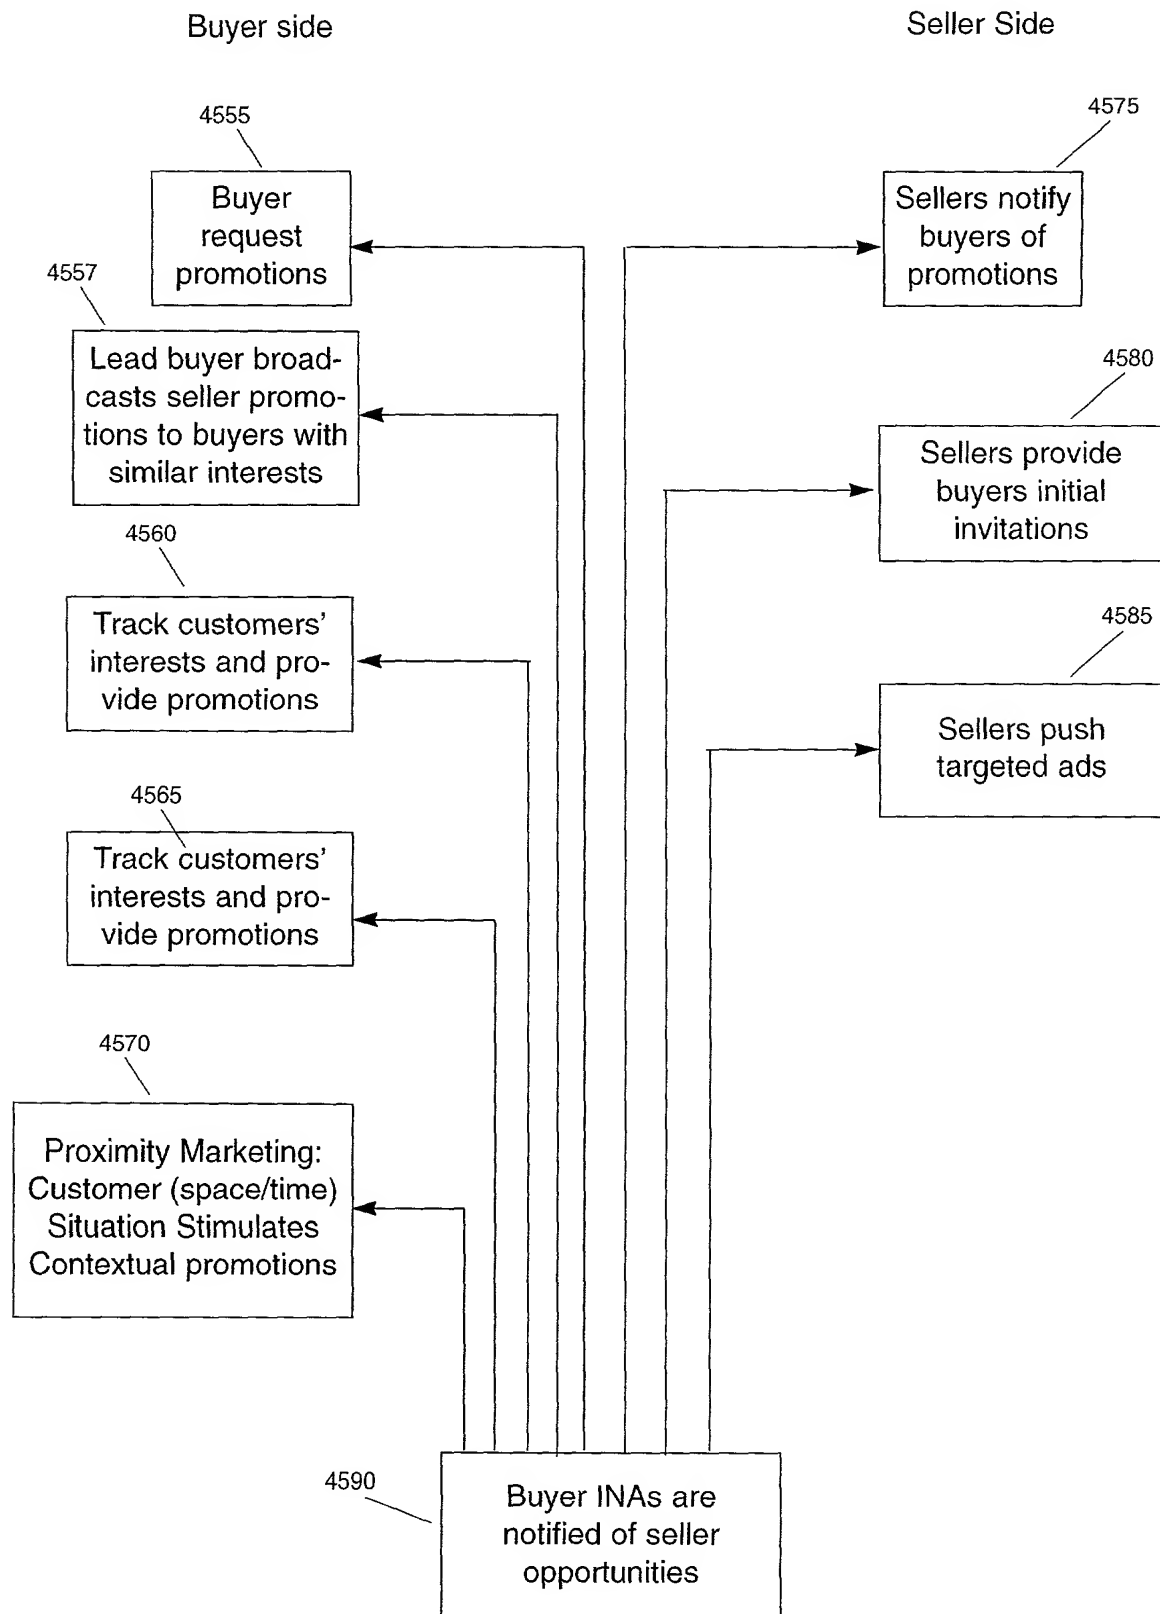 Buyer side
Seller Side
4555
Buyer
request
promotions
4575
Sellers notify
buyers of
promotions
4557
Lead buyer broad-
casts seller promo-
tions to buyers with
similar interests
4580
Sellers provide
buyers initial
invitations
4560
Track customers'
interests and pro-
vide promotions
4585
Sellers push
targeted ads
4565
Track customers'
interests and pro-
vide promotions
4570
Proximity Marketing:
Customer (space/time)
Situation Stimulates
Contextual promotions
4590
Buyer INAs are
notified of seller
opportunities